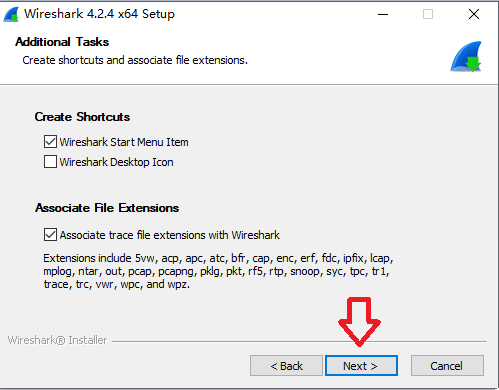 Wireshark 4.2.4 x64 Setup
Additional Tasks
Create shortcuts and associate file extensions.
Create Shortcuts
Wireshark Start Menu Item
Wireshark Desktop Icon
Associate File Extensions
Associate trace file extensions with Wireshark
Extensions include 5vw, acp, apc, atc, bfr, cap, enc, erf, fdc, ipfix, lcap,
mplog, ntar, out, pcap, pcapng, pklg, pkt, rf5, rtp, snoop, syc, tpc, tr1,
trace, trc, vwr, wpc, and wpz.
Wireshark® Installer
< Back
Next >
Cancel